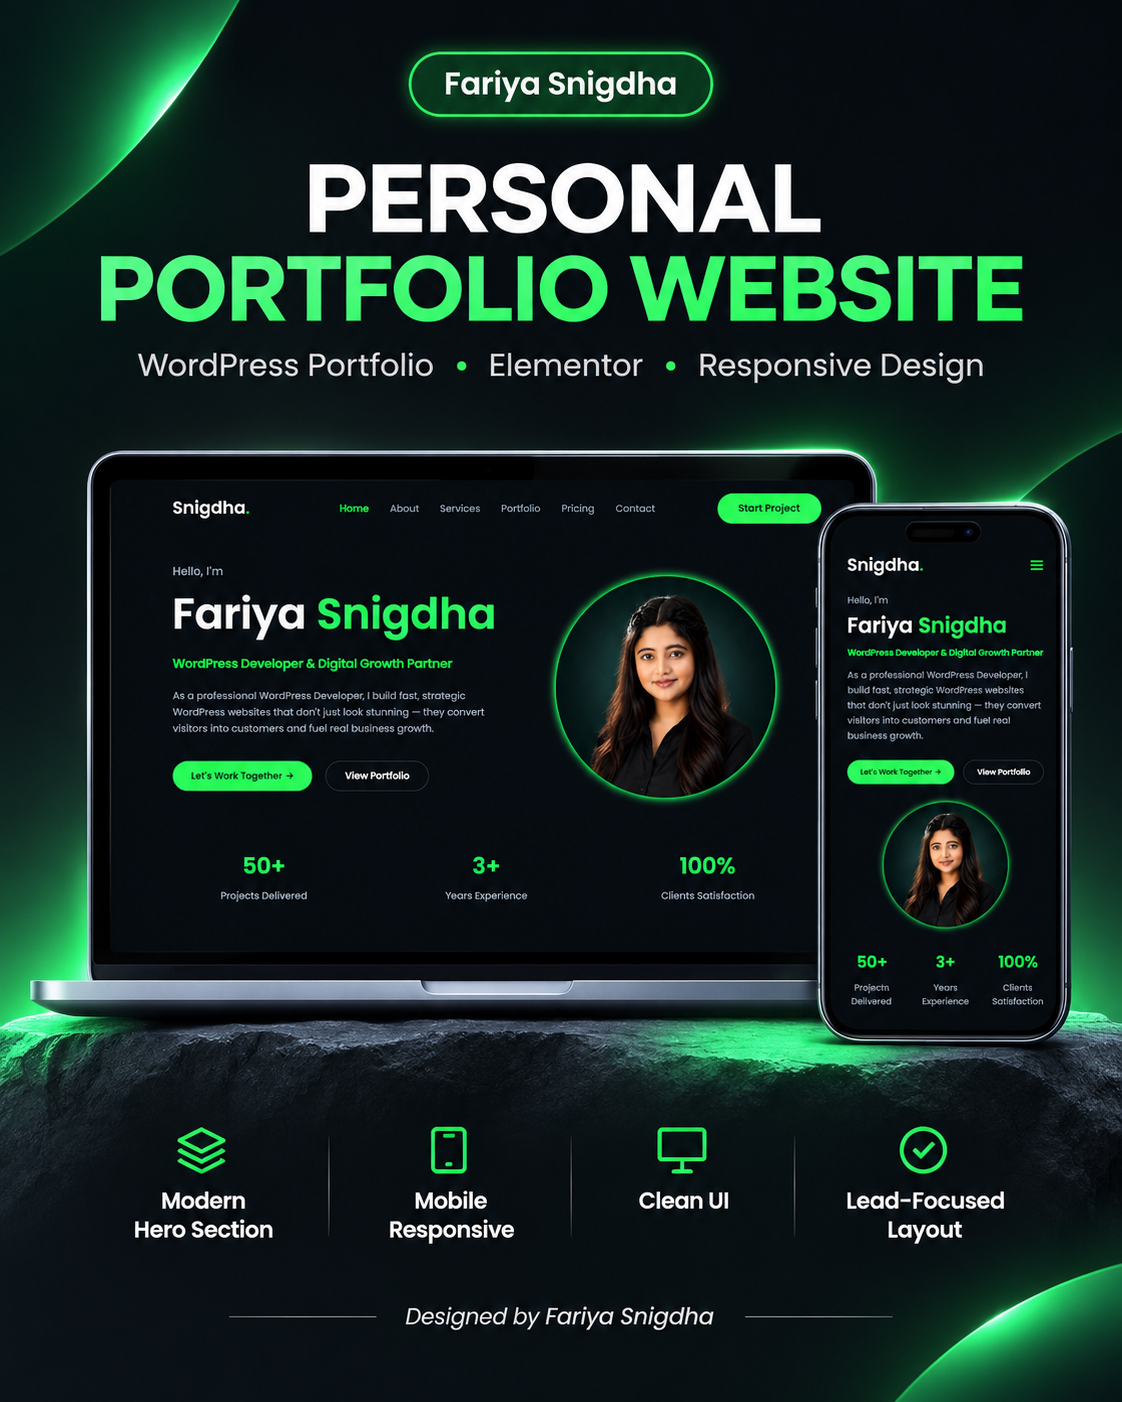 Fariya Snigdha
PERSONAL
PORTFOLIO WEBSITE
WordPress Portfolio • Elementor • Responsive Design
Snigdha.
Home About Services Portfolio Pricing Contact
Start Project
Hello, I'm
Fariya Snigdha
WordPress Developer & Digital Growth Partner
As a professional WordPress Developer, I build fast, strategic
WordPress websites that don't just look stunning — they convert
visitors into customers and fuel real business growth.
Let's Work Together →
View Portfolio
50+
Projects Delivered
3+
Years Experience
100%
Clients Satisfaction
Snigdha.
Hello, I'm
Fariya Snigdha
WordPress Developer & Digital Growth Partner
As a professional WordPress Developer, I
build fast, strategic WordPress websites
that don't just look stunning — they convert
visitors into customers and fuel real
business growth.
Let's Work Together →
View Portfolio
50+
Projectn
Delivered
3+
Years
Experience
100%
Clients
Satisfaction
Modern
Hero Section
Mobile
Responsive
Clean UI
Lead-Focused
Layout
Designed by Fariya Snigdha